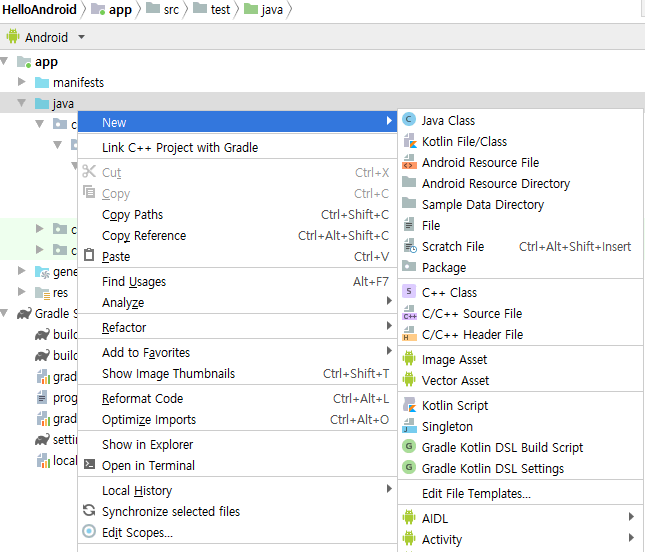 HelloAndroid app src test java
Android
app
manifests
java
New
Link C++ Project with Gradle
Cut Ctrl+X
Copy Ctrl+C
Copy Paths Ctrl+Shift+C
Copy Reference Ctrl+Alt+Shift+C
Paste Ctrl+V
Find Usages Alt+F7
Analyze
Refactor
Add to Favorites
Show Image Thumbnails Ctrl+Shift+T
Reformat Code Ctrl+Alt+L
Optimize Imports Ctrl+Alt+O
Show in Explorer
Open in Terminal
Local History
Synchronize selected files
Edit Scopes...
Java Class
Kotlin File/Class
Android Resource File
Android Resource Directory
Sample Data Directory
File
Scratch File Ctrl+Alt+Shift+Insert
Package
C++ Class
C/C++ Source File
C/C++ Header File
Image Asset
Vector Asset
Kotlin Script
Singleton
Gradle Kotlin DSL Build Script
Gradle Kotlin DSL Settings
Edit File Templates...
AIDL
Activity
c
c
c
gene
res
Gradle S
build
build
grad
prog
grad
setti
local